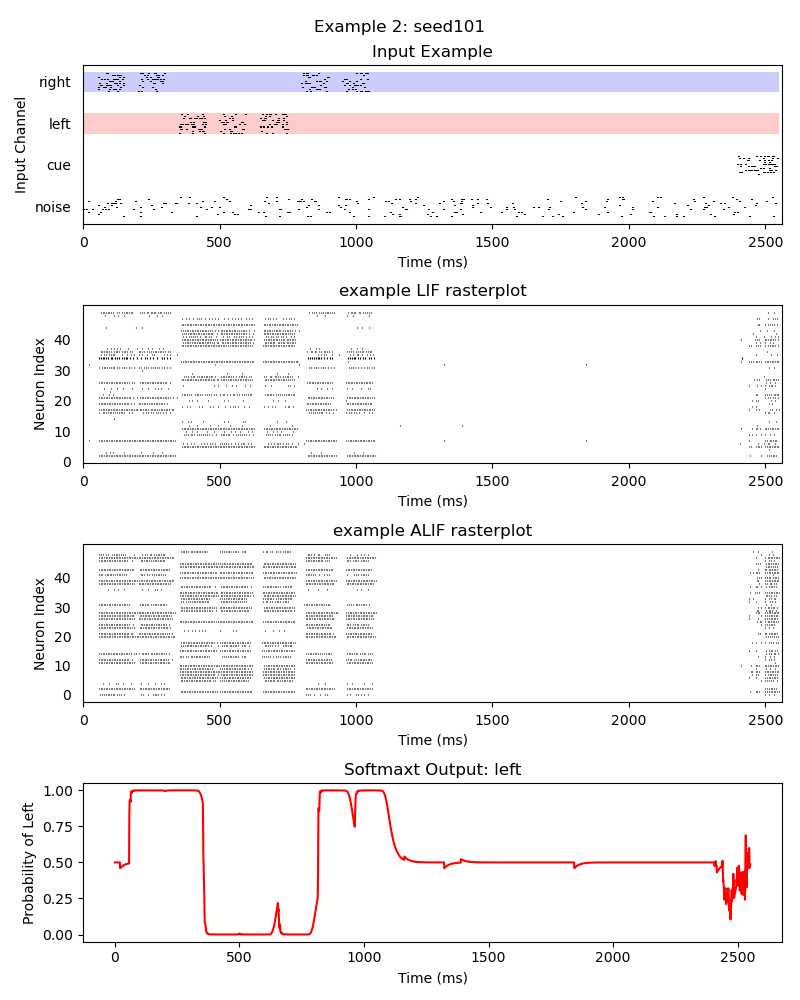 Example 2: seed101
Input Example
Input Channel
right
left
cue
noise
0 500 1000 1500 2000 2500
Time (ms)
example LIF rasterplot
Neuron Index
40
30
20
10
0
0 500 1000 1500 2000 2500
Time (ms)
example ALIF rasterplot
Neuron Index
40
30
20
10
0
0 500 1000 1500 2000 2500
Time (ms)
Softmaxt Output: left
Probability of Left
1.00
0.75
0.50
0.25
0.00
0 500 1000 1500 2000 2500
Time (ms)